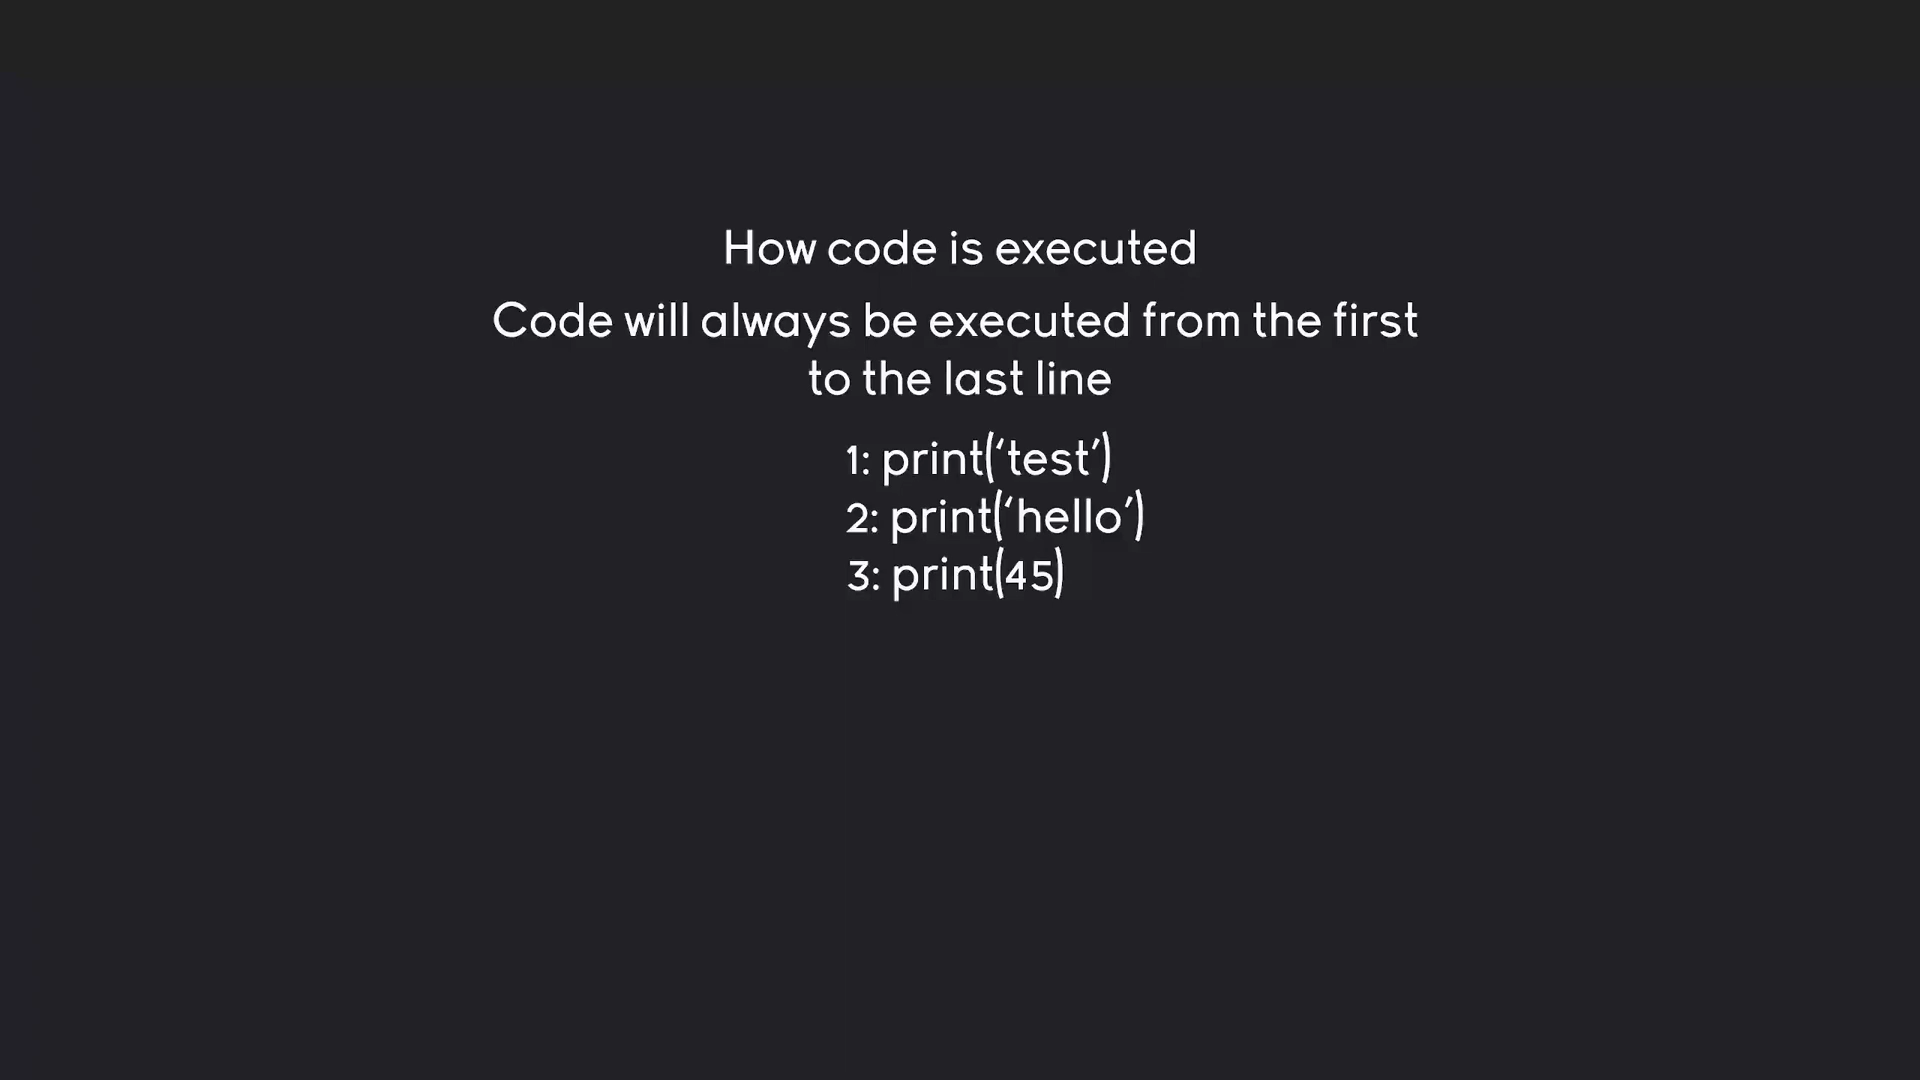 How code is executed
Code will always be executed from the first
to the last line
1: print(‘test’)
2: print(‘hello’)
3: print(45)